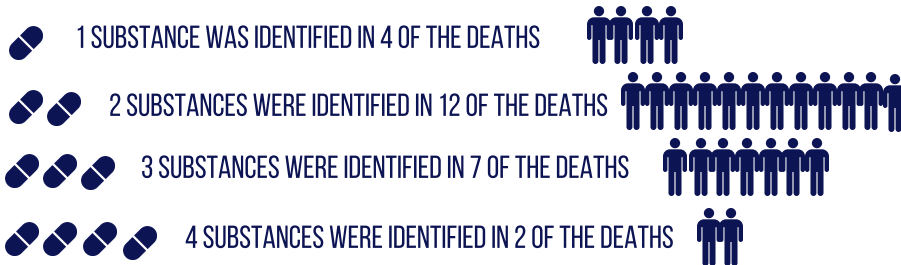 1 SUBSTANCE WAS IDENTIFIED IN 4 OF THE DEATHS
2 SUBSTANCES WERE IDENTIFIED IN 12 OF THE DEATHS
3 SUBSTANCES WERE IDENTIFIED IN 7 OF THE DEATHS
4 SUBSTANCES WERE IDENTIFIED IN 2 OF THE DEATHS